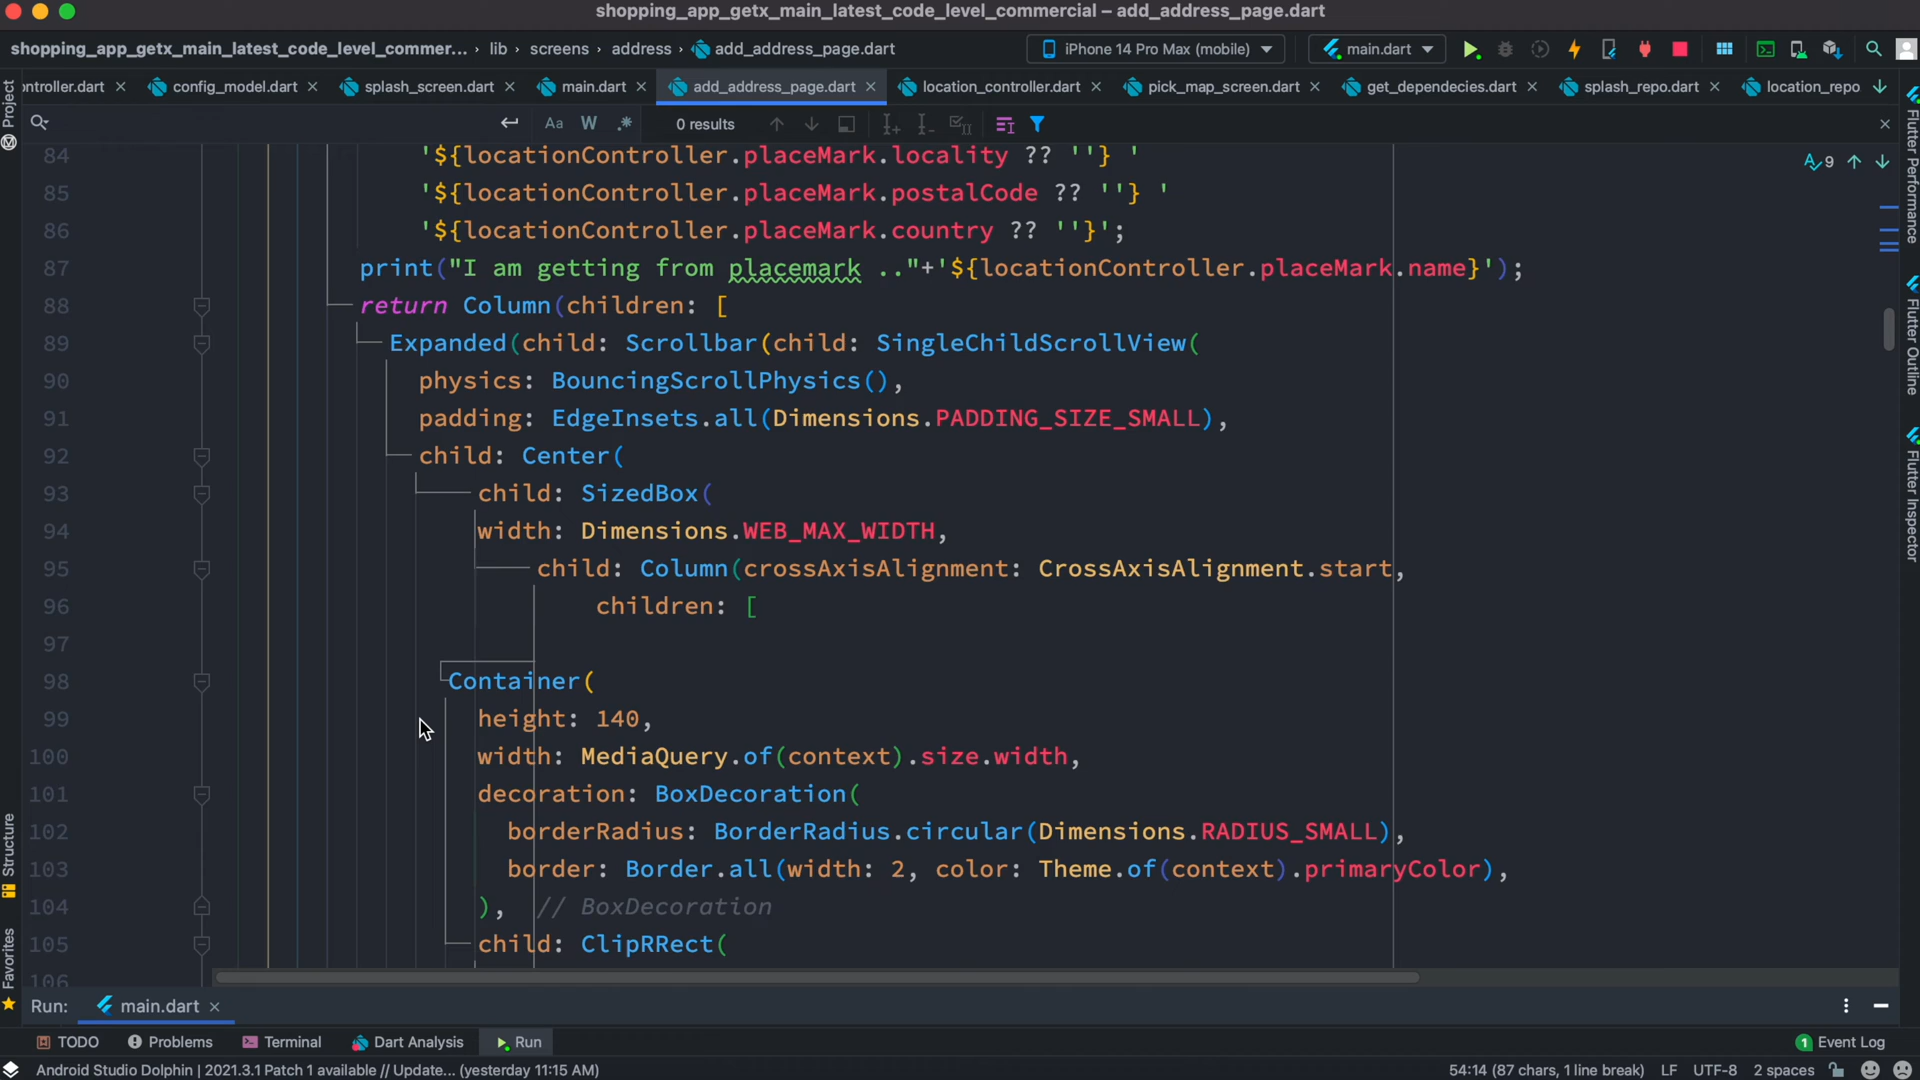 shopping_app_getx_main_latest_code_level_commercial – add_address_page.dart
shopping_app_getx_main_latest_code_level_commer... › lib › screens › address › add_address_page.dart
iPhone 14 Pro Max (mobile)
main.dart
ontroller.dart
config_model.dart
splash_screen.dart
main.dart
add_address_page.dart
location_controller.dart
pick_map_screen.dart
get_dependecies.dart
splash_repo.dart
location_repo
Aa W .* 0 results
9
84 '${locationController.placeMark.locality ?? ''} '
85 '${locationController.placeMark.postalCode ?? ''} '
86 '${locationController.placeMark.country ?? ''}';
87 print("I am getting from placemark .."+'${locationController.placeMark.name}');
88 return Column(children: [
89 Expanded(child: Scrollbar(child: SingleChildScrollView(
90 physics: BouncingScrollPhysics(),
91 padding: EdgeInsets.all(Dimensions.PADDING_SIZE_SMALL),
92 child: Center(
93 child: SizedBox(
94 width: Dimensions.WEB_MAX_WIDTH,
95 child: Column(crossAxisAlignment: CrossAxisAlignment.start,
96 children: [
97
98 Container(
99 height: 140,
100 width: MediaQuery.of(context).size.width,
101 decoration: BoxDecoration(
102 borderRadius: BorderRadius.circular(Dimensions.RADIUS_SMALL),
103 border: Border.all(width: 2, color: Theme.of(context).primaryColor),
104 ), // BoxDecoration
105 child: ClipRRect(
106
Project
Structure
Favorites
Flutter Performance
Flutter Outline
Flutter Inspector
Run: main.dart
TODO
Problems
Terminal
Dart Analysis
Run
1 Event Log
Android Studio Dolphin | 2021.3.1 Patch 1 available // Update... (yesterday 11:15 AM)
54:14 (87 chars, 1 line break) LF UTF-8 2 spaces